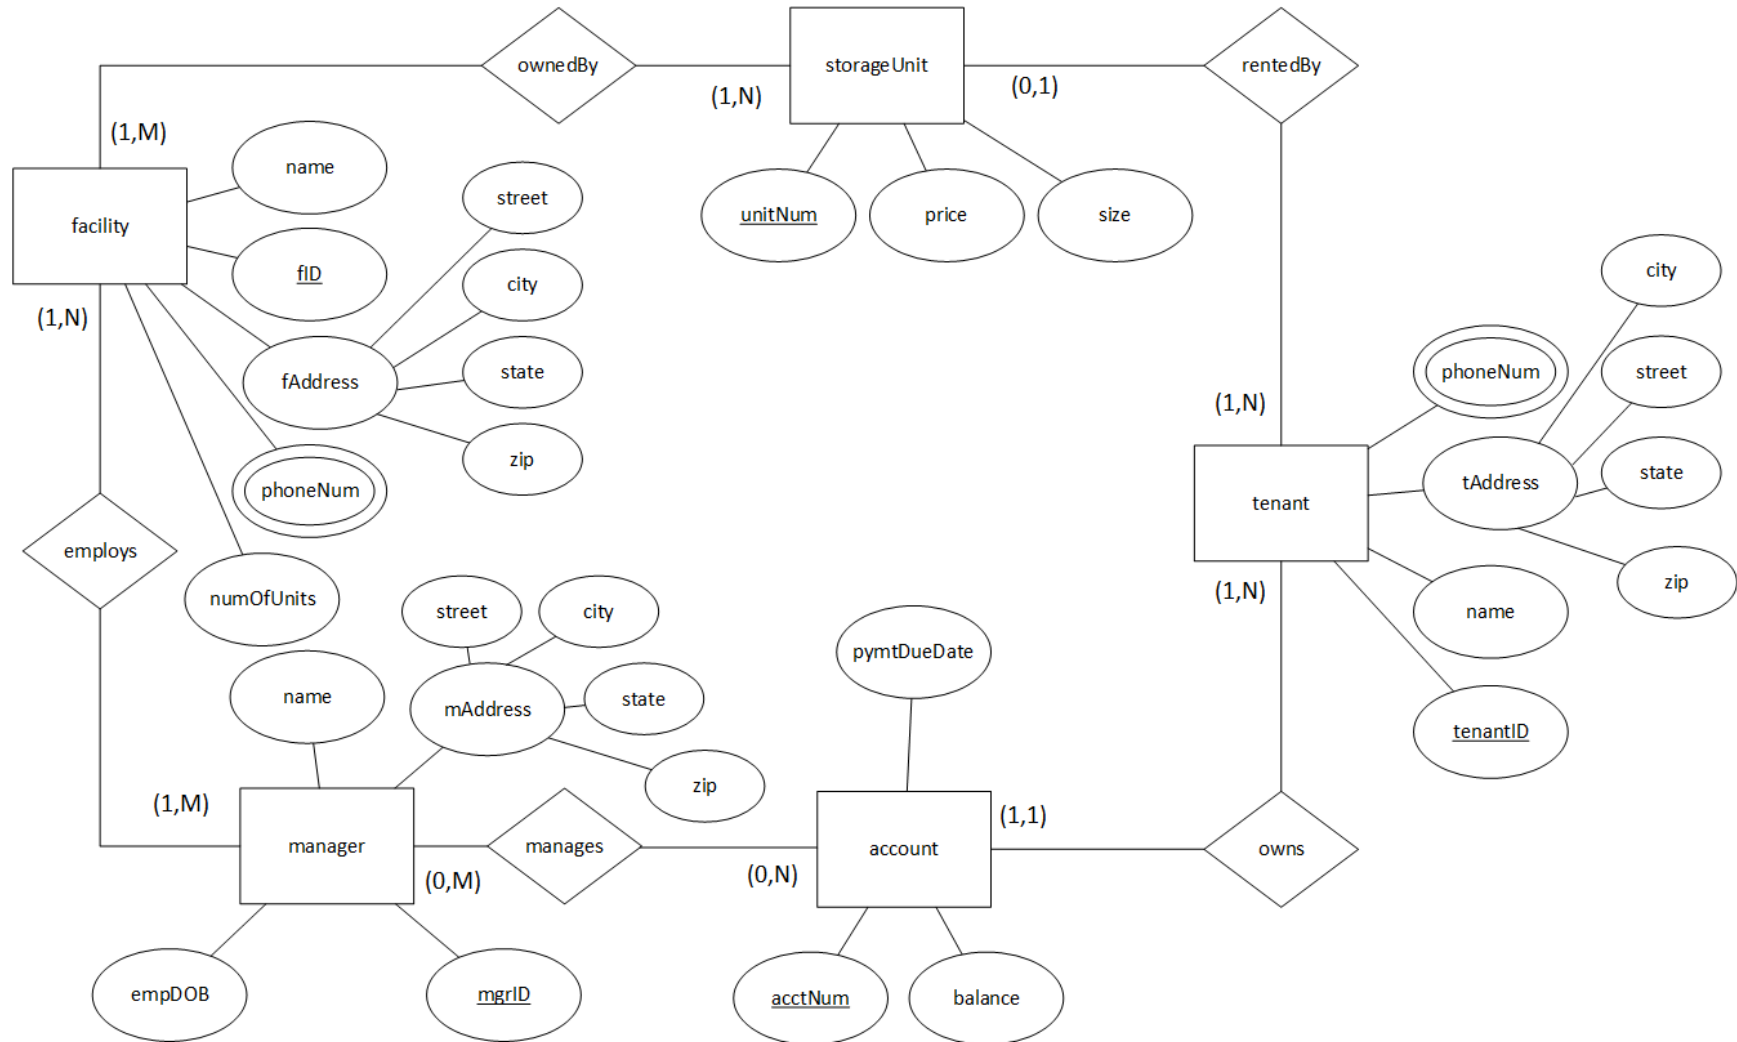 ownedBy
storageUnit
rentedBy
(1,N)
(0,1)
(1,M)
name
street
facility
unitNum
price
size
fID
city
city
(1,N)
phoneNum
street
fAddress
state
(1,N)
zip
state
tAddress
phoneNum
tenant
employs
zip
numOfUnits
(1,N)
name
street
city
pymtDueDate
name
mAddress
state
tenantID
zip
(1,M)
(1,1)
manager
manages
account
owns
(0,M)
(0,N)
empDOB
mgrID
acctNum
balance